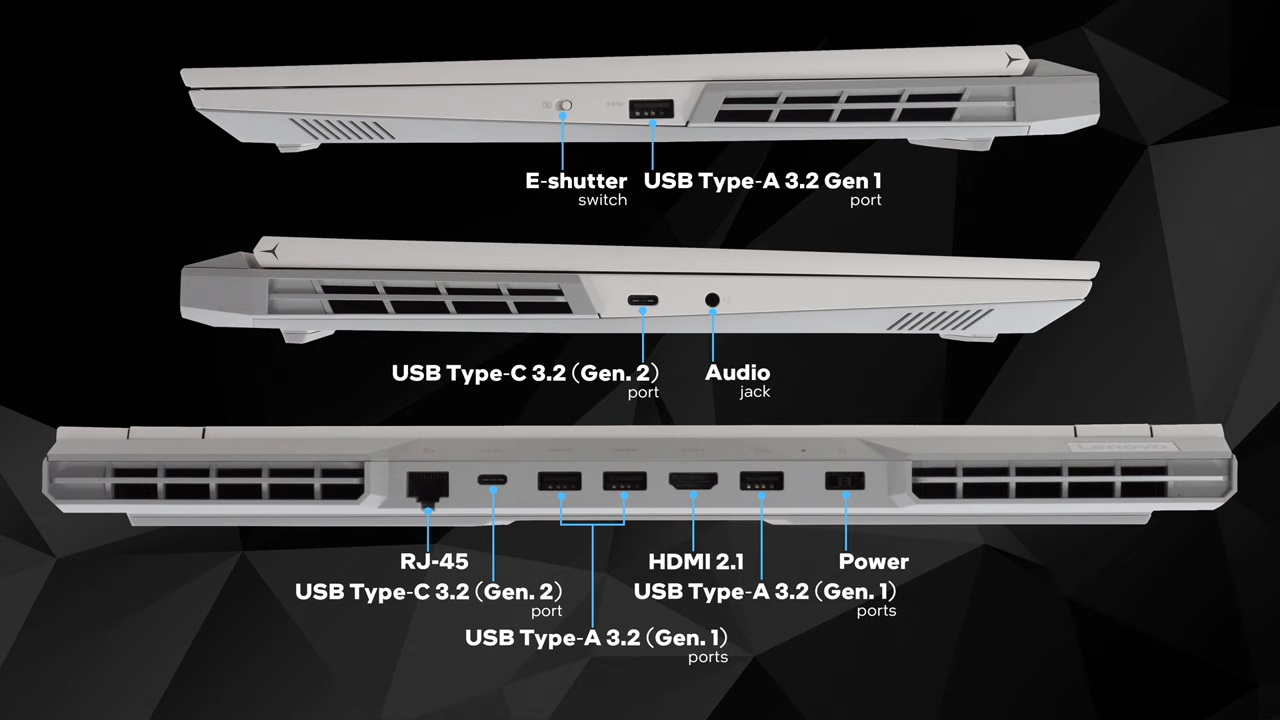 E-shutter
switch
USB Type-A 3.2 Gen 1
port
USB Type-C 3.2 (Gen. 2)
port
Audio
jack
Lenovo
RJ-45
HDMI 2.1
Power
USB Type-C 3.2 (Gen. 2)
port
USB Type-A 3.2 (Gen. 1)
ports
USB Type-A 3.2 (Gen. 1)
ports